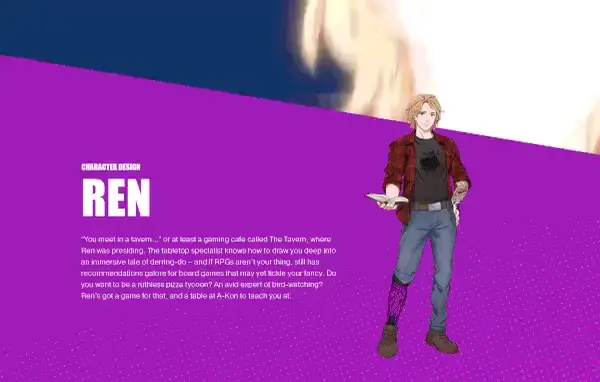 CHARACTER DESIGN
REN
"You meet in a tavern..." or at least a gaming cafe called The Tavern, where
Ren was presiding. The tabletop specialist knows how to draw you deep into
an immersive tale of derring-do – and if RPGs aren't your thing, still has
recommendations galore for board games that may yet tickle your fancy. Do
you want to be a ruthless pizza tycoon? An avid expert of bird-watching?
Ren's got a game for that, and a table at A-Kon to teach you at.